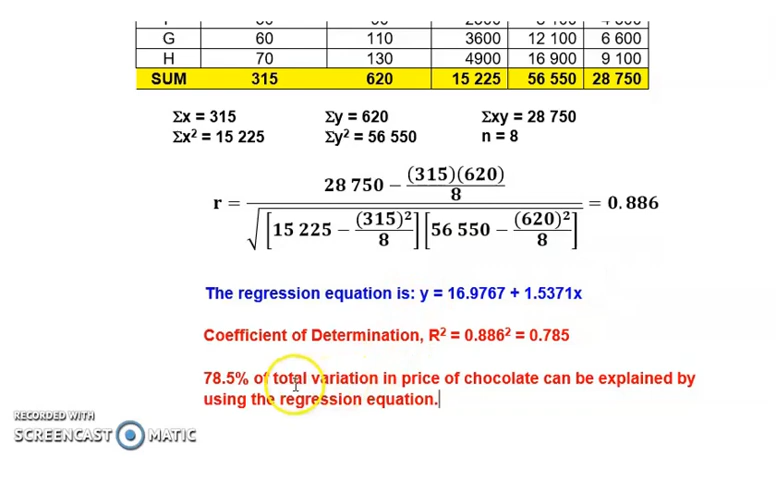 G 60 110 3600 12 100 6 600
H 70 130 4900 16 900 9 100
SUM 315 620 15 225 56 550 28 750
Σx = 315 Σy = 620 Σxy = 28 750
Σx² = 15 225 Σy² = 56 550 n = 8
r = (28 750 − (315)(620)/8) / √([15 225 − (315)²/8][56 550 − (620)²/8]) = 0.886
The regression equation is: y = 16.9767 + 1.5371x
Coefficient of Determination, R² = 0.886² = 0.785
78.5% of total variation in price of chocolate can be explained by
using the regression equation.
RECORDED WITH
SCREENCAST MATIC